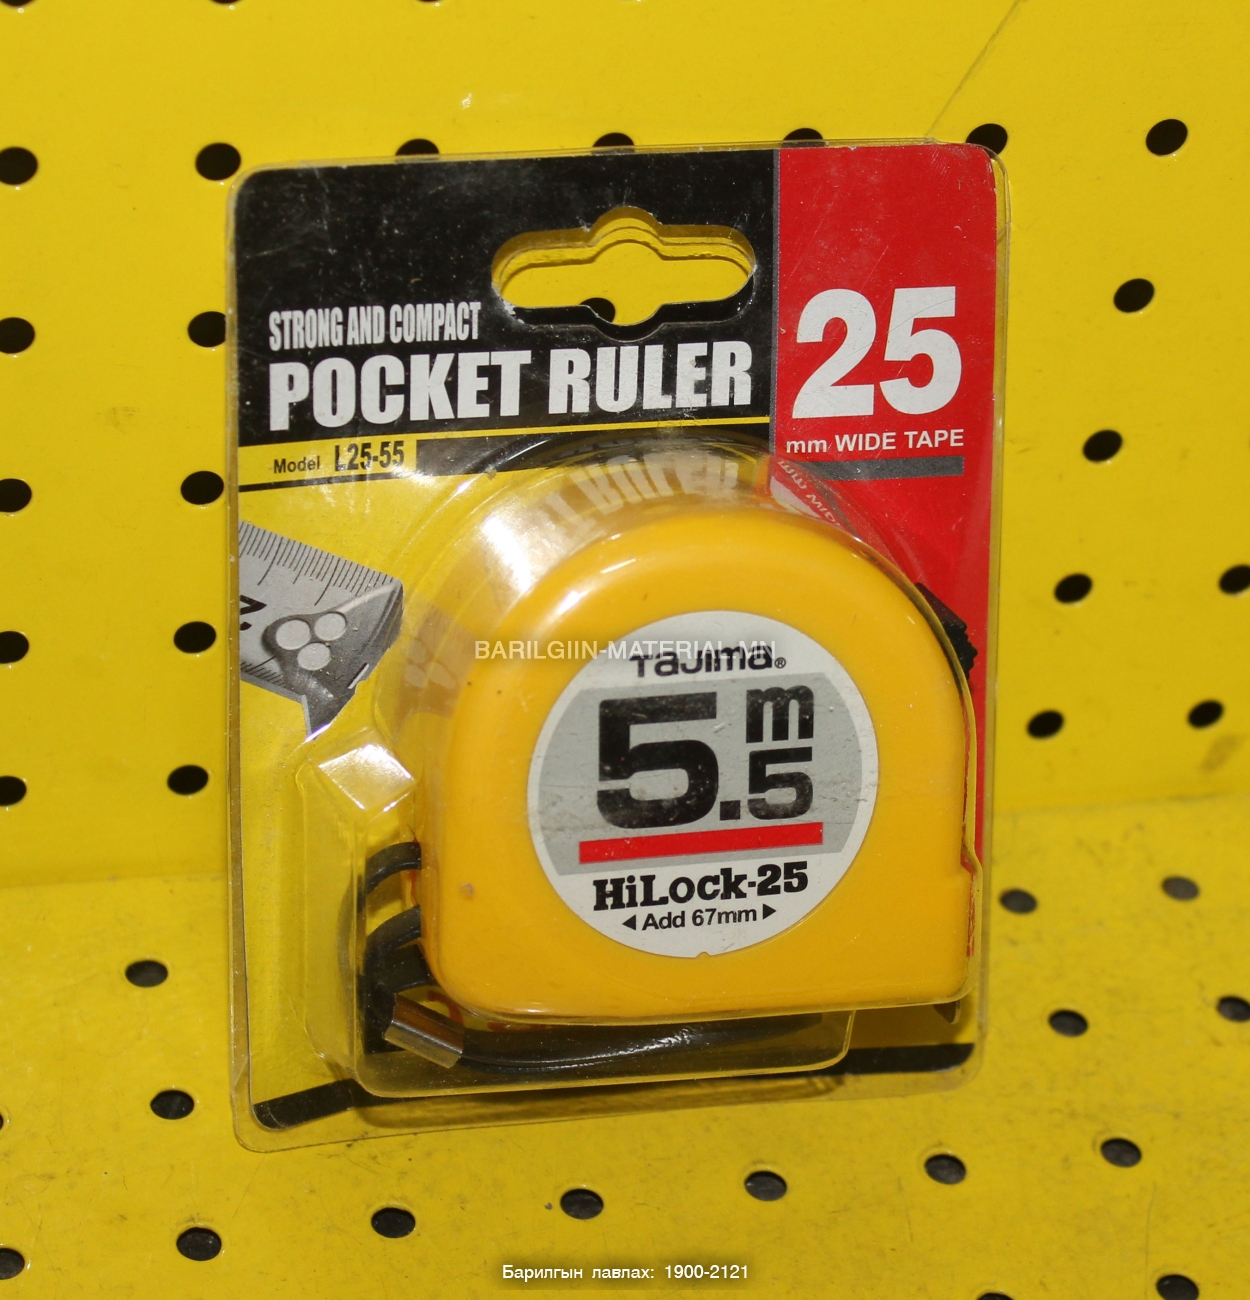 STRONG AND COMPACT
POCKET RULER
Model L25-55
25
mm WIDE TAPE
BARILGIIN-MATERIAL.MN
TaJima®
5.5 m
HiLock-25
◀ Add 67mm ▶
Барилгын лавлах: 1900-2121